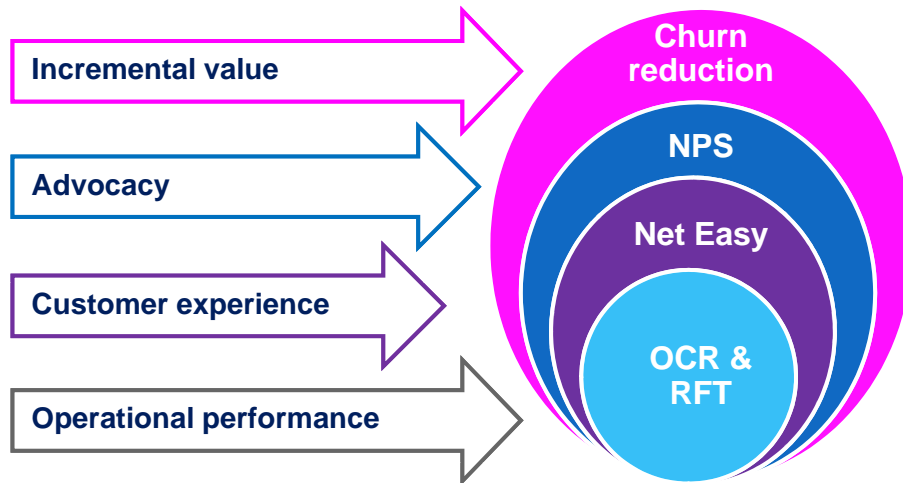 Incremental value
Churn
reduction
Advocacy
NPS
Customer experience
Net Easy
Operational performance
OCR &
RFT